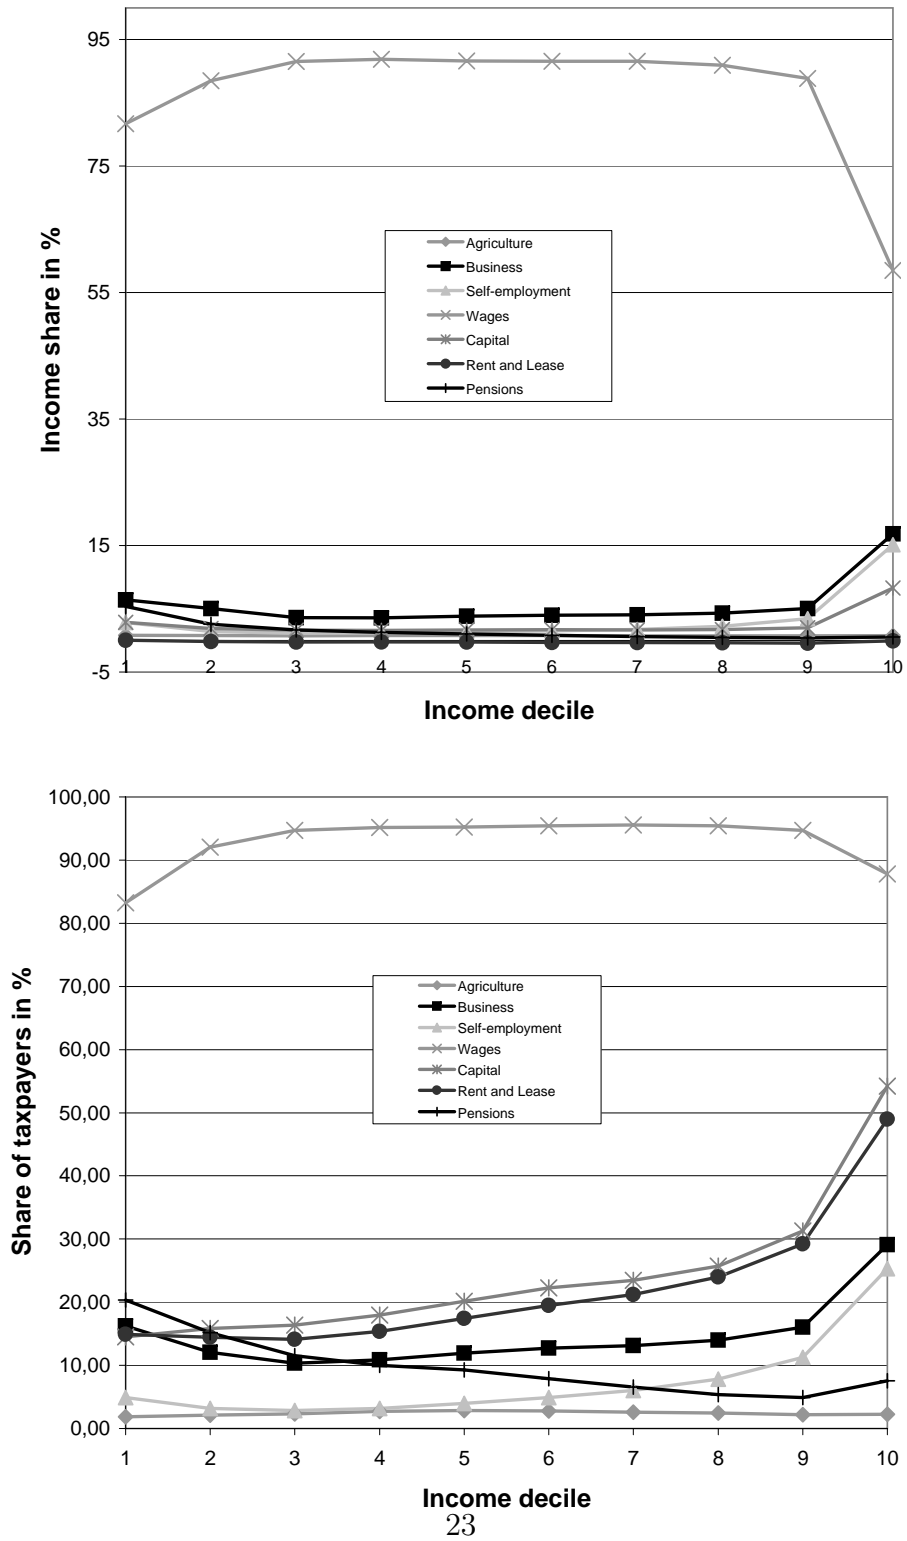 95
75
55
35
15
-5
Income share in %
Agriculture
Business
Self-employment
Wages
Capital
Rent and Lease
Pensions
1 2 3 4 5 6 7 8 9 10
Income decile
100,00
90,00
80,00
70,00
60,00
50,00
40,00
30,00
20,00
10,00
0,00
Share of taxpayers in %
Agriculture
Business
Self-employment
Wages
Capital
Rent and Lease
Pensions
1 2 3 4 5 6 7 8 9 10
Income decile
23